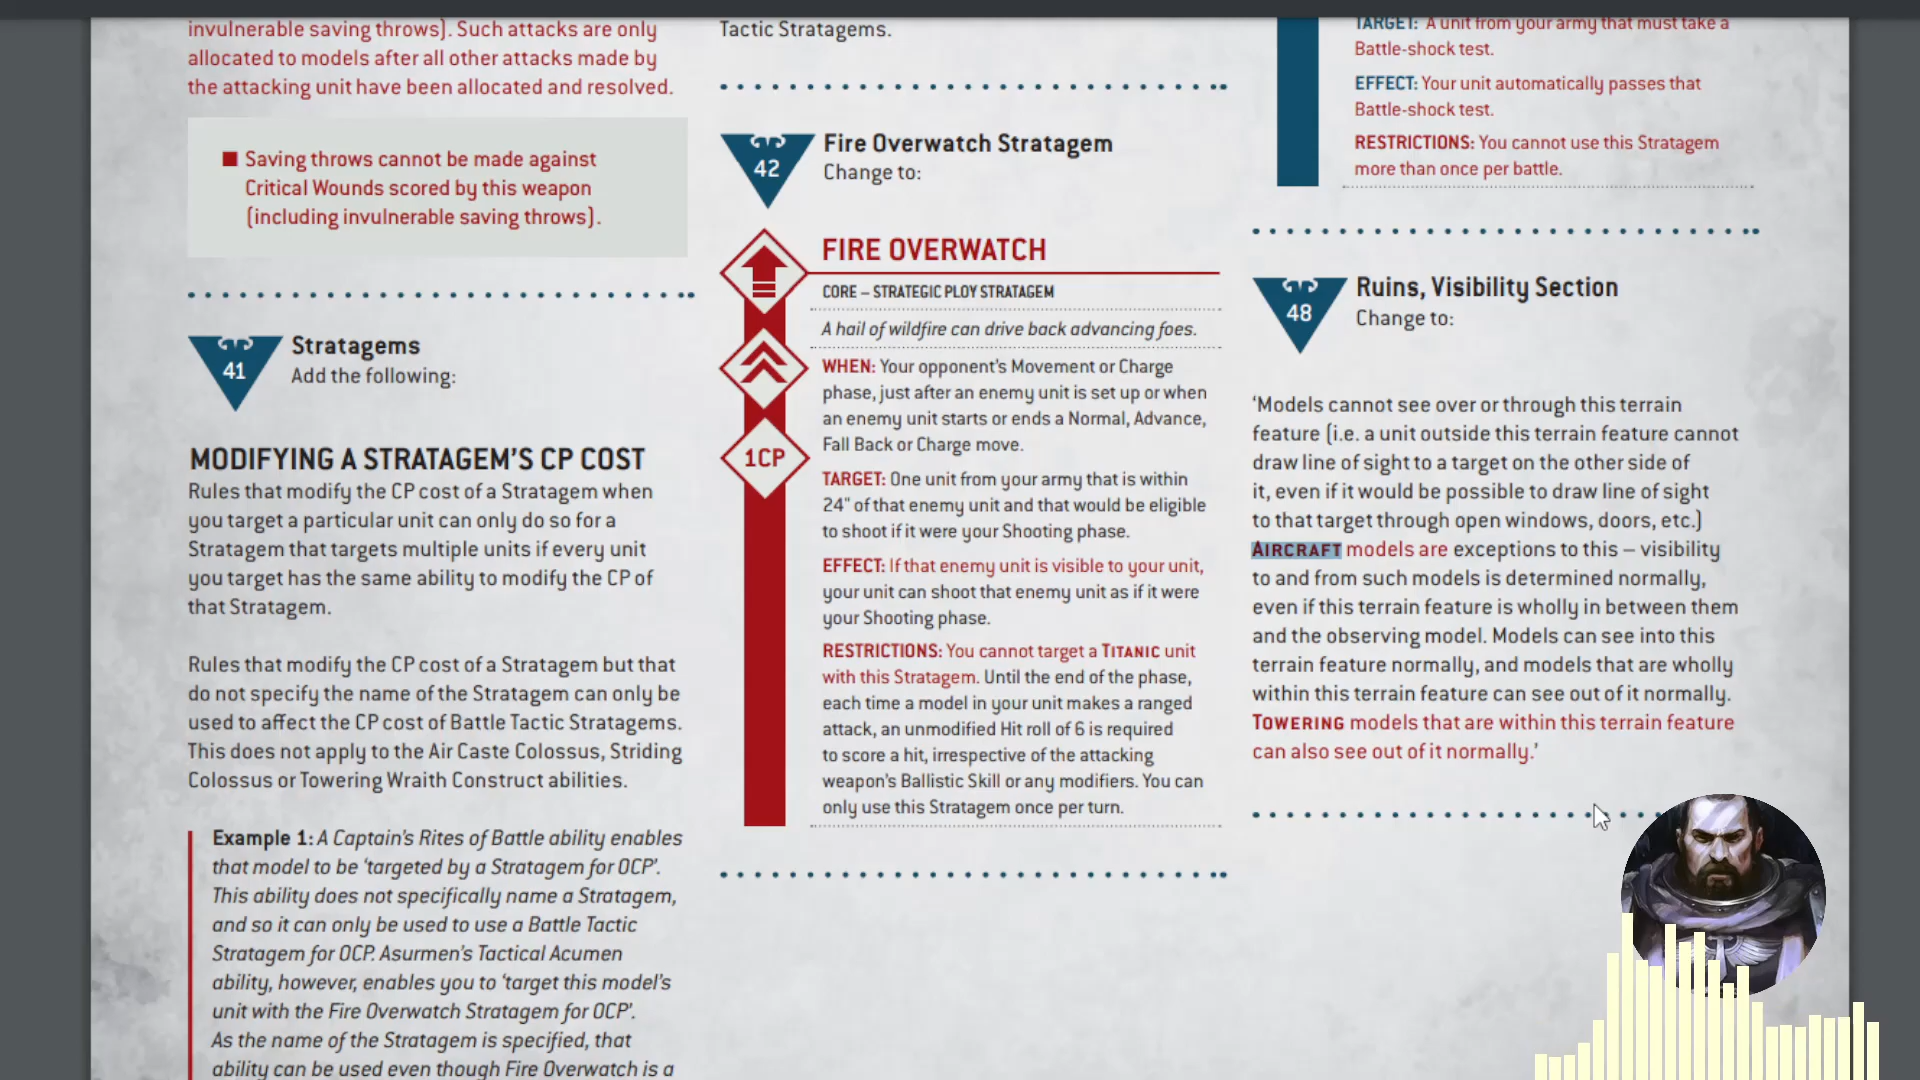 invulnerable saving throws). Such attacks are only
allocated to models after all other attacks made by
the attacking unit have been allocated and resolved.
■ Saving throws cannot be made against
Critical Wounds scored by this weapon
(including invulnerable saving throws).
41
Stratagems
Add the following:
MODIFYING A STRATAGEM'S CP COST
Rules that modify the CP cost of a Stratagem when
you target a particular unit can only do so for a
Stratagem that targets multiple units if every unit
you target has the same ability to modify the CP of
that Stratagem.
Rules that modify the CP cost of a Stratagem but that
do not specify the name of the Stratagem can only be
used to affect the CP cost of Battle Tactic Stratagems.
This does not apply to the Air Caste Colossus, Striding
Colossus or Towering Wraith Construct abilities.
Example 1: A Captain's Rites of Battle ability enables
that model to be 'targeted by a Stratagem for 0CP'.
This ability does not specifically name a Stratagem,
and so it can only be used to use a Battle Tactic
Stratagem for 0CP. Asurmen's Tactical Acumen
ability, however, enables you to 'target this model's
unit with the Fire Overwatch Stratagem for 0CP'.
As the name of the Stratagem is specified, that
ability can be used even though Fire Overwatch is a
Tactic Stratagems.
42
Fire Overwatch Stratagem
Change to:
FIRE OVERWATCH
CORE – STRATEGIC PLOY STRATAGEM
A hail of wildfire can drive back advancing foes.
1CP
WHEN: Your opponent's Movement or Charge
phase, just after an enemy unit is set up or when
an enemy unit starts or ends a Normal, Advance,
Fall Back or Charge move.
TARGET: One unit from your army that is within
24" of that enemy unit and that would be eligible
to shoot if it were your Shooting phase.
EFFECT: If that enemy unit is visible to your unit,
your unit can shoot that enemy unit as if it were
your Shooting phase.
RESTRICTIONS: You cannot target a TITANIC unit
with this Stratagem. Until the end of the phase,
each time a model in your unit makes a ranged
attack, an unmodified Hit roll of 6 is required
to score a hit, irrespective of the attacking
weapon's Ballistic Skill or any modifiers. You can
only use this Stratagem once per turn.
TARGET: A unit from your army that must take a
Battle-shock test.
EFFECT: Your unit automatically passes that
Battle-shock test.
RESTRICTIONS: You cannot use this Stratagem
more than once per battle.
48
Ruins, Visibility Section
Change to:
'Models cannot see over or through this terrain
feature (i.e. a unit outside this terrain feature cannot
draw line of sight to a target on the other side of
it, even if it would be possible to draw line of sight
to that target through open windows, doors, etc.)
AIRCRAFT models are exceptions to this – visibility
to and from such models is determined normally,
even if this terrain feature is wholly in between them
and the observing model. Models can see into this
terrain feature normally, and models that are wholly
within this terrain feature can see out of it normally.
TOWERING models that are within this terrain feature
can also see out of it normally.'